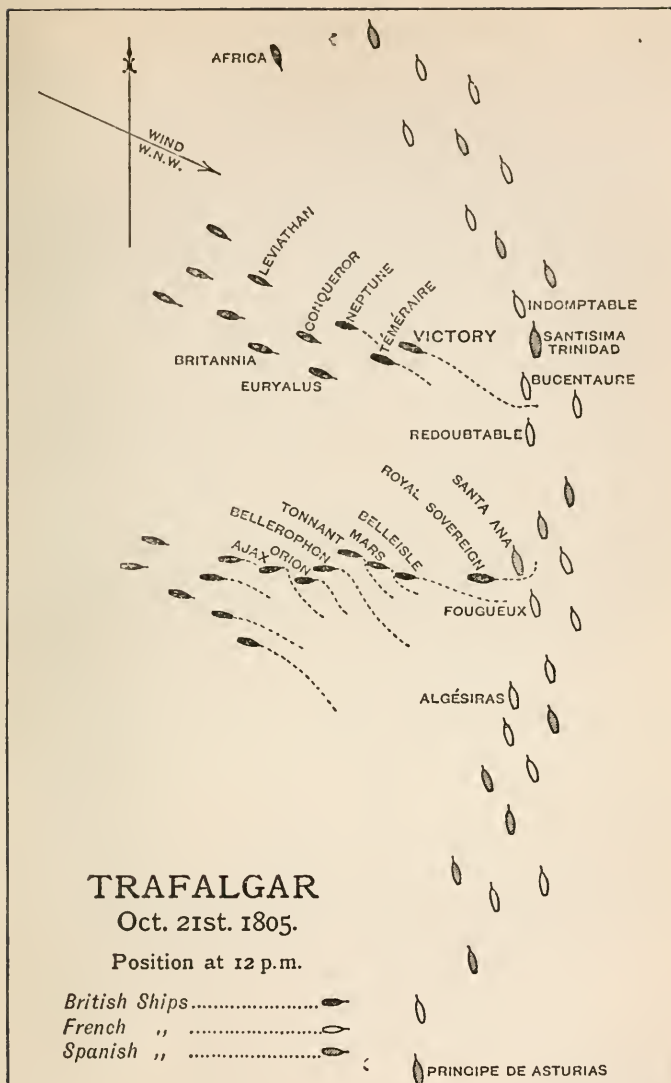 AFRICA
WIND
W.N.W.
LEVIATHAN
CONQUEROR
NEPTUNE
TÉMÉRAIRE
VICTORY
BRITANNIA
EURYALUS
INDOMPTABLE
SANTISIMA
TRINIDAD
BUCENTAURE
REDOUBTABLE
SANTA ANA
ROYAL SOVEREIGN
BELLEISLE
MARS
TONNANT
BELLEROPHON
ORION
AJAX
FOUGUEUX
ALGÉSIRAS
TRAFALGAR
Oct. 21st. 1805.
Position at 12 p.m.
British Ships.......................
French „ .......................
Spanish „ .......................
PRINCIPE DE ASTURIAS